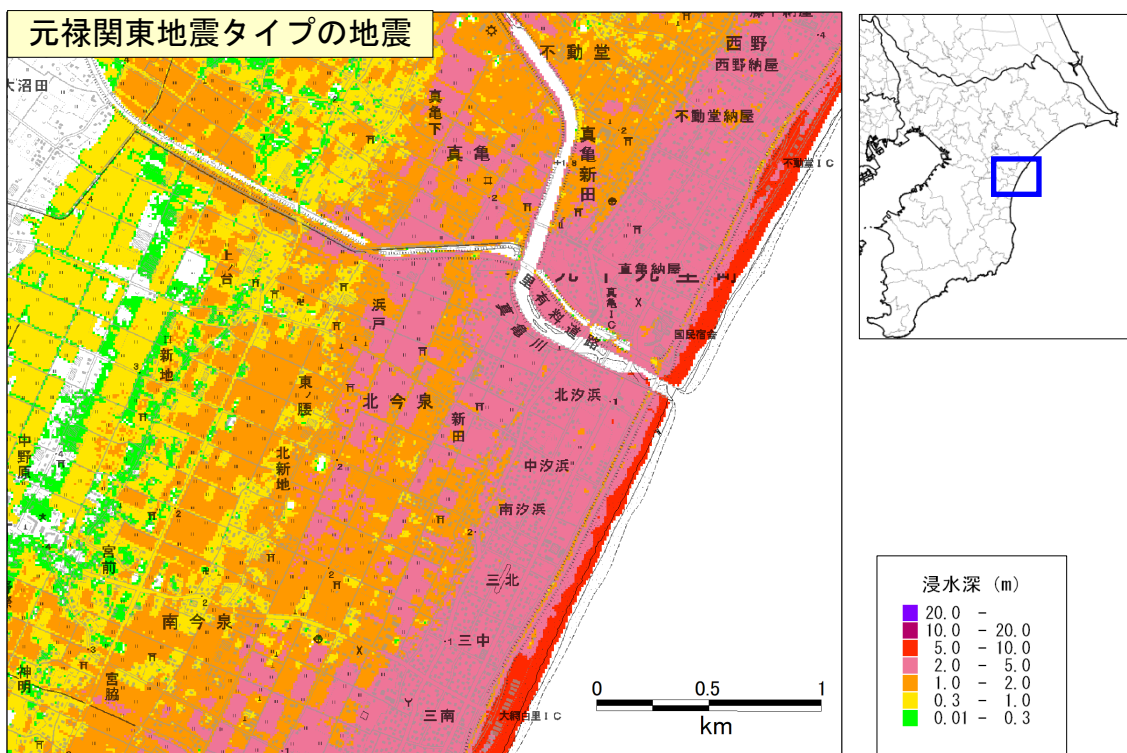 元禄関東地震タイプの地震
西野
西野納屋
不動堂
不動堂納屋
不動堂IC
真亀下
真亀
真亀新田
真亀納屋
真亀IC
九十九里町
里有料道路
真亀川
国民宿舎
上ノ台
浜戸
新地
東ノ腰
北今泉
新田
北汐浜
中汐浜
南汐浜
中野原
北新地
宮前
三北
南今泉
三中
神明
宮脇
三南
大網白里IC
0 0.5 1
km
浸水深 (m)
20.0 -
10.0 - 20.0
5.0 - 10.0
2.0 - 5.0
1.0 - 2.0
0.3 - 1.0
0.01 - 0.3